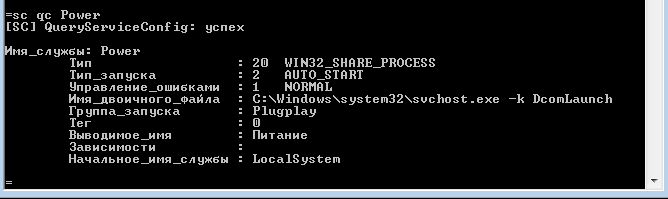 =sc qc Power
[SC] QueryServiceConfig: успех
Имя_службы: Power
Тип : 20 WIN32_SHARE_PROCESS
Тип_запуска : 2 AUTO_START
Управление_ошибками : 1 NORMAL
Имя_двоичного_файла : C:\Windows\system32\svchost.exe -k DcomLaunch
Группа_запуска : Plugplay
Тег : 0
Выводимое_имя : Питание
Зависимости :
Начальное_имя_службы : LocalSystem
=